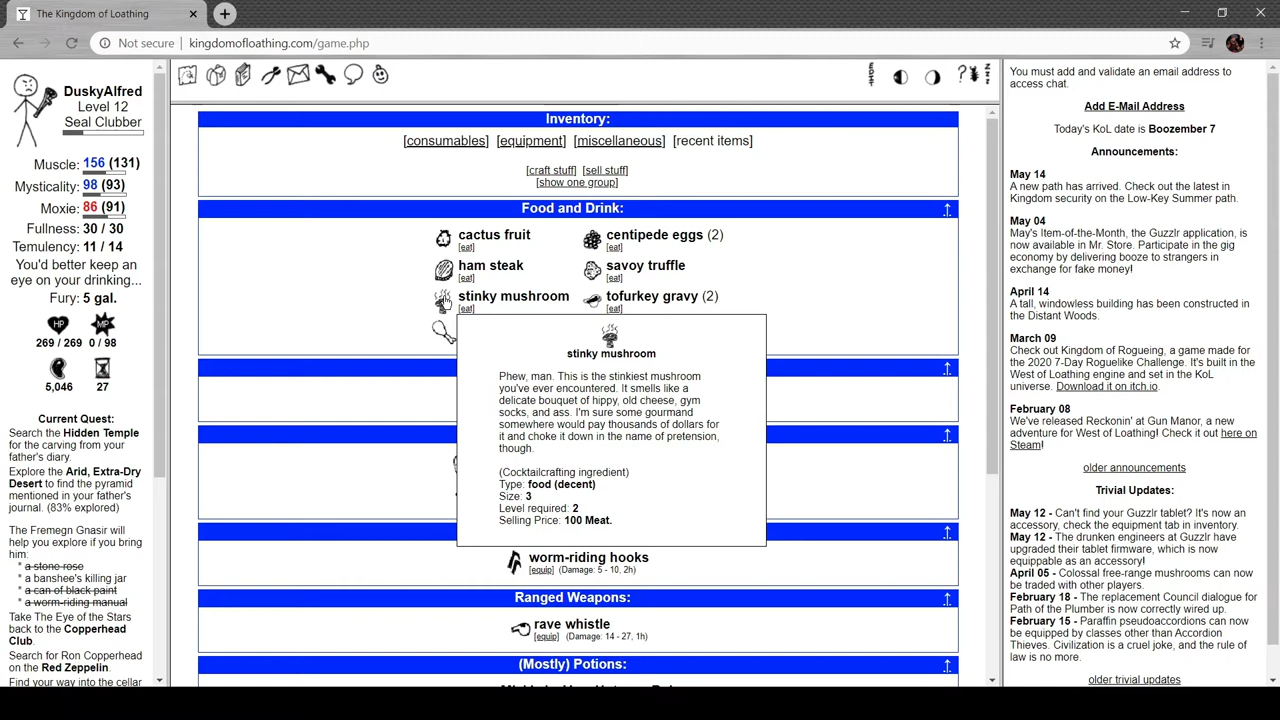 The Kingdom of Loathing
Not secure | kingdomofloathing.com/game.php
DuskyAlfred
Level 12
Seal Clubber
Muscle: 156 (131)
Mysticality: 98 (93)
Moxie: 86 (91)
Fullness: 30 / 30
Temulency: 11 / 14
You'd better keep an
eye on your drinking...
Fury: 5 gal.
HP MP
269 / 269 0 / 98
5,046 27
Current Quest:
Search the Hidden Temple
for the carving from your
father's diary.
Explore the Arid, Extra-Dry
Desert to find the pyramid
mentioned in your father's
journal. (83% explored)
The Fremegn Gnasir will
help you explore if you bring
him:
* a stone rose
* a banshee's killing jar
* a can of black paint
* a worm-riding manual
Take The Eye of the Stars
back to the Copperhead
Club.
Search for Ron Copperhead
on the Red Zeppelin.
Find your way into the cellar
Inventory:
[consumables] [equipment] [miscellaneous] [recent items]
[craft stuff] [sell stuff]
[show one group]
Food and Drink:
cactus fruit
[eat]
centipede eggs (2)
[eat]
ham steak
[eat]
savoy truffle
[eat]
stinky mushroom
[eat]
tofurkey gravy (2)
[eat]
stinky mushroom
Phew, man. This is the stinkiest mushroom
you've ever encountered. It smells like a
delicate bouquet of hippy, old cheese, gym
socks, and ass. I'm sure some gourmand
somewhere would pay thousands of dollars for
it and choke it down in the name of pretension,
though.
(Cocktailcrafting ingredient)
Type: food (decent)
Size: 3
Level required: 2
Selling Price: 100 Meat.
worm-riding hooks
[equip] (Damage: 5 - 10, 2h)
Ranged Weapons:
rave whistle
[equip] (Damage: 14 - 27, 1h)
(Mostly) Potions:
You must add and validate an email address to
access chat.
Add E-Mail Address
Today's KoL date is Boozember 7
Announcements:
May 14
A new path has arrived. Check out the latest in
Kingdom security on the Low-Key Summer path.
May 04
May's Item-of-the-Month, the Guzzlr application, is
now available in Mr. Store. Participate in the gig
economy by delivering booze to strangers in
exchange for fake money!
April 14
A tall, windowless building has been constructed in
the Distant Woods.
March 09
Check out Kingdom of Rogueing, a game made for
the 2020 7-Day Roguelike Challenge. It's built in the
West of Loathing engine and set in the KoL
universe. Download it on itch.io.
February 08
We've released Reckonin' at Gun Manor, a new
adventure for West of Loathing! Check it out here on
Steam!
older announcements
Trivial Updates:
May 12 - Can't find your Guzzlr tablet? It's now an
accessory, check the equipment tab in inventory.
May 12 - The drunken engineers at Guzzlr have
upgraded their tablet firmware, which is now
equippable as an accessory!
April 05 - Colossal free-range mushrooms can now
be traded with other players.
February 18 - The replacement Council dialogue for
Path of the Plumber is now correctly wired up.
February 15 - Paraffin pseudoaccordions can now
be equipped by classes other than Accordion
Thieves. Civilization is a cruel joke, and the rule of
law is no more.
older trivial updates